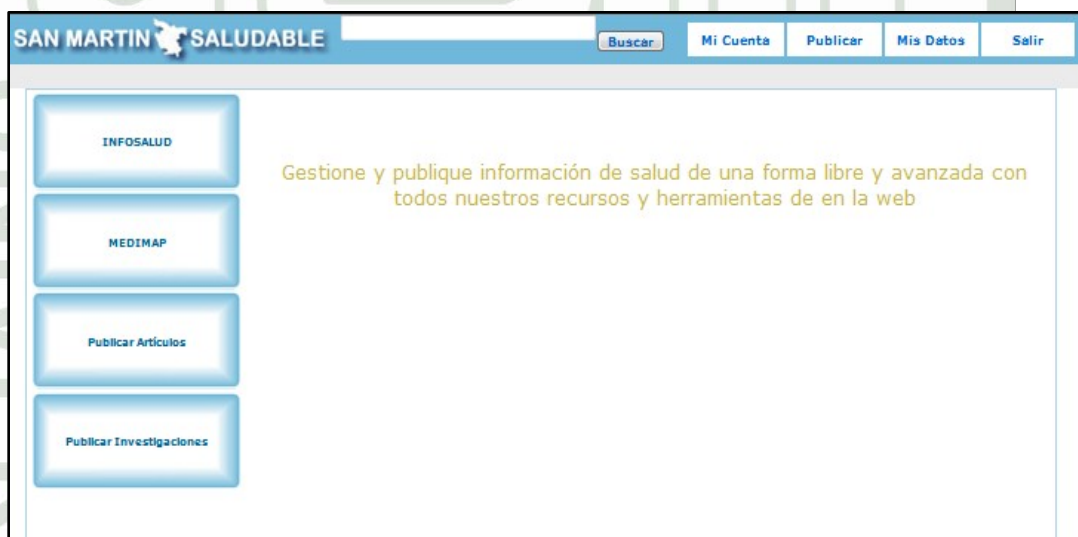 SAN MARTIN SALUDABLE
Buscar
Mi Cuenta
Publicar
Mis Datos
Salir
INFOSALUD
MEDIMAP
Publicar Artículos
Publicar Investigaciones
Gestione y publique información de salud de una forma libre y avanzada con
todos nuestros recursos y herramientas de en la web